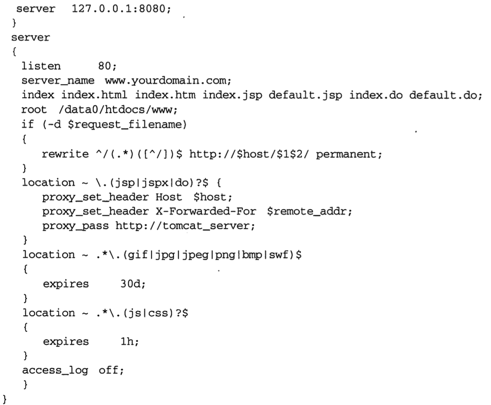 server 127.0.0.1:8080;
}
server
{
listen 80;
server_name www.yourdomain.com;
index index.html index.htm index.jsp default.jsp index.do default.do;
root /data0/htdocs/www;
if (-d $request_filename)
{
rewrite ^/(.*)([^/])$ http://$host/$1$2/ permanent;
}
location ~ \.(jsp|jspx|do)?$ {
proxy_set_header Host $host;
proxy_set_header X-Forwarded-For $remote_addr;
proxy_pass http://tomcat_server;
}
location ~ .*\.(gif|jpg|jpeg|png|bmp|swf)$
{
expires 30d;
}
location ~ .*\.(js|css)?$
{
expires 1h;
}
access_log off;
}
}